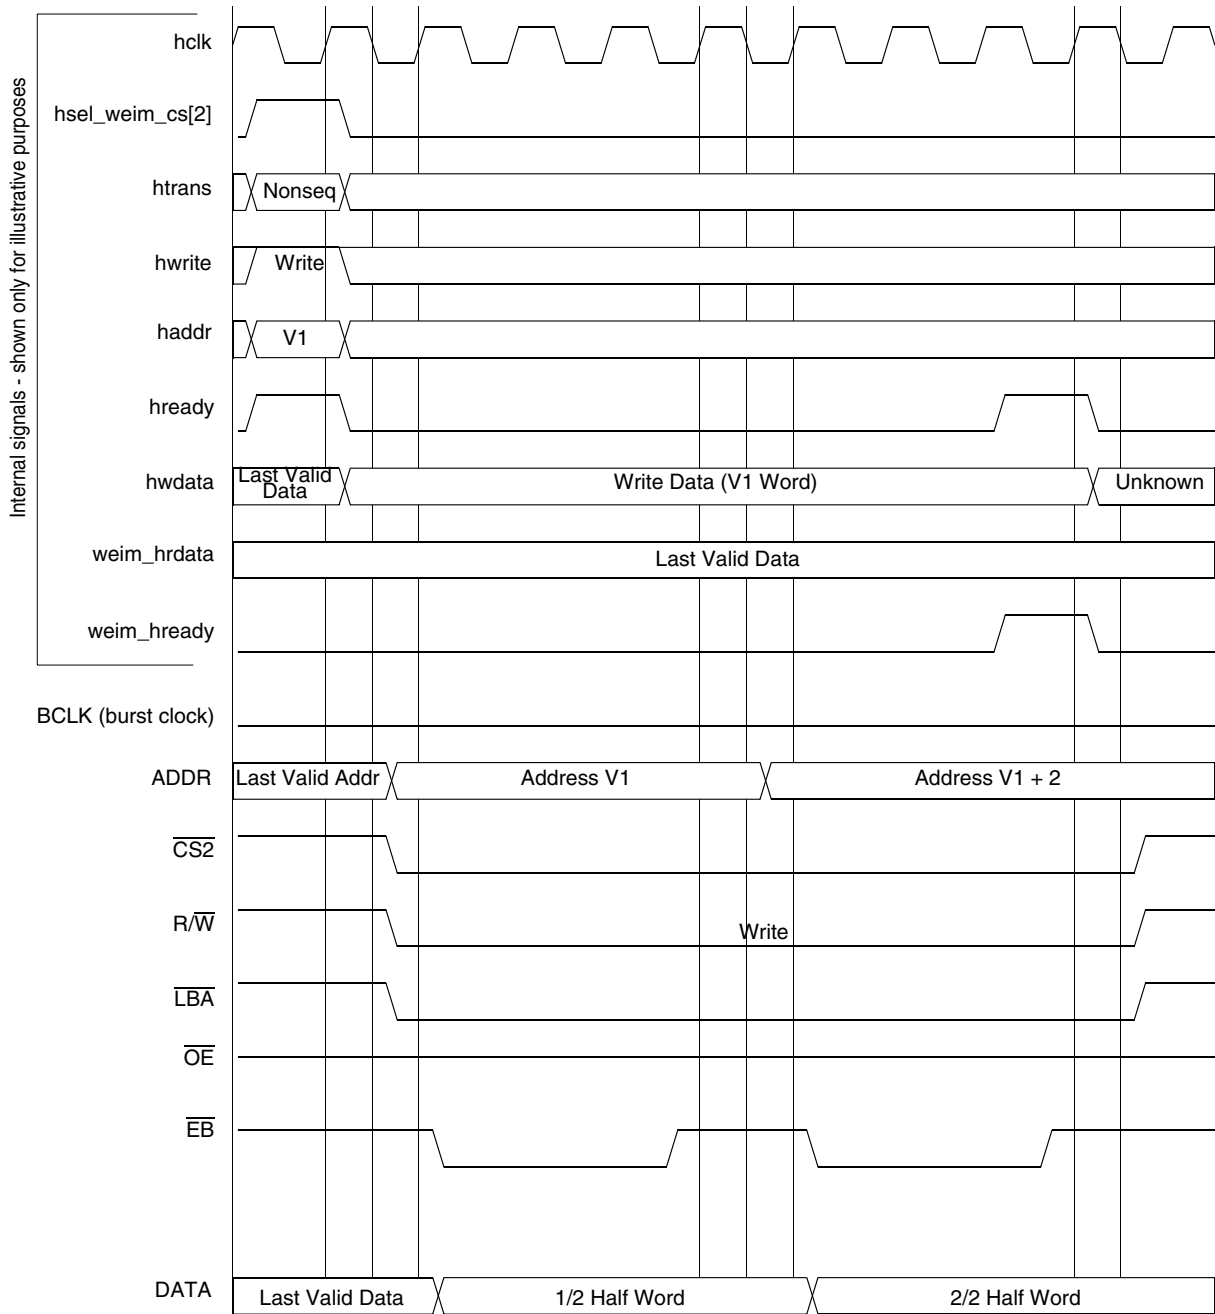 Internal signals - shown only for illustrative purposes
hclk
hsel_weim_cs[2]
htrans
Nonseq
hwrite
Write
haddr
V1
hready
hwdata
Last Valid
Data
Write Data (V1 Word)
Unknown
weim_hrdata
Last Valid Data
weim_hready
BCLK (burst clock)
ADDR
Last Valid Addr
Address V1
Address V1 + 2
CS2
R/W
Write
LBA
OE
EB
DATA
Last Valid Data
1/2 Half Word
2/2 Half Word